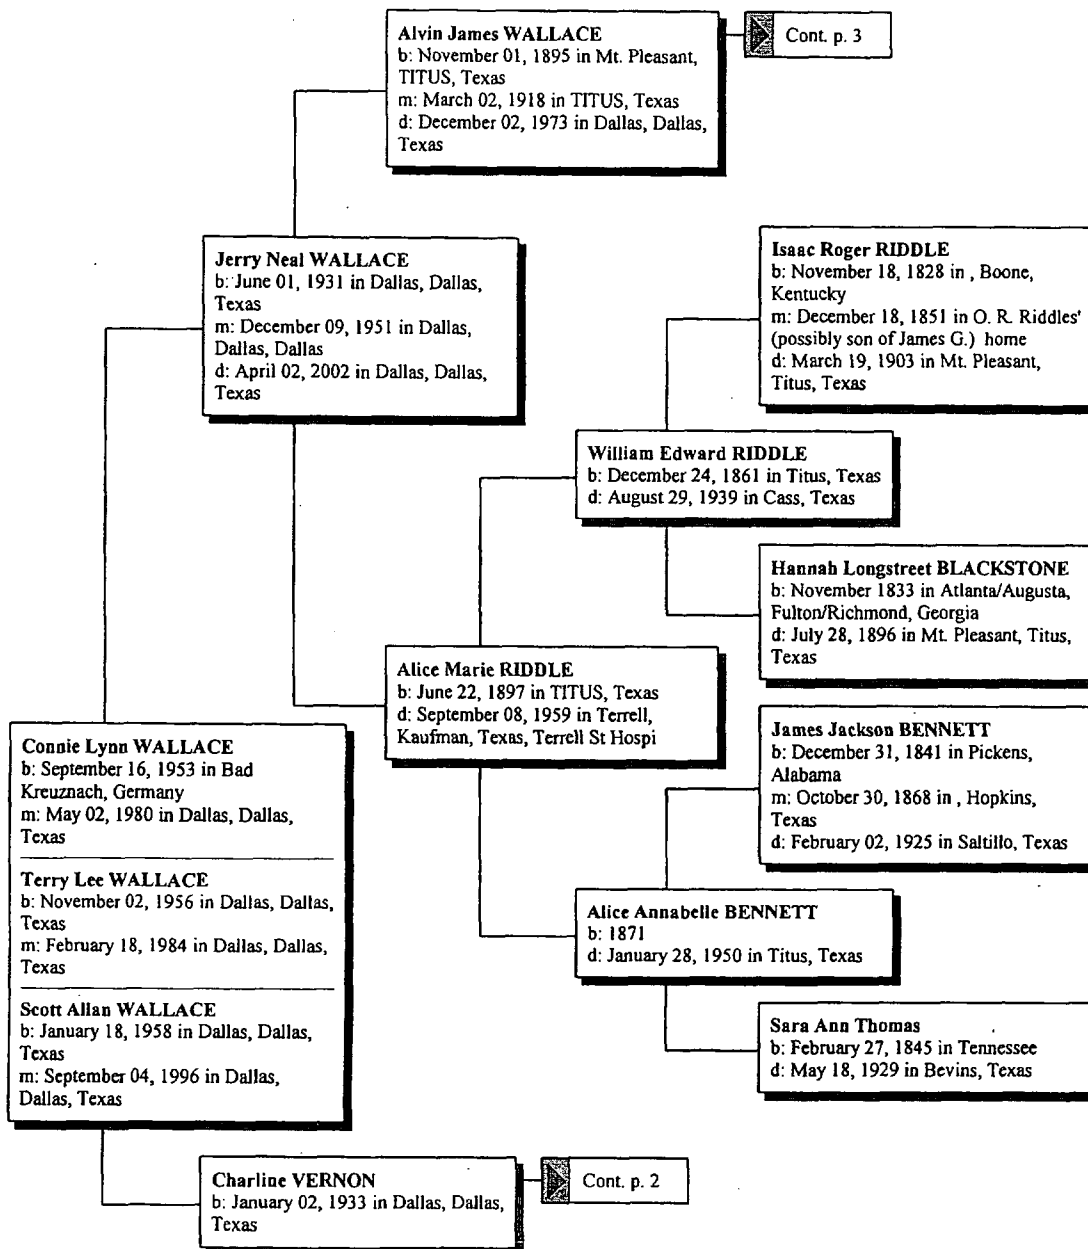 Alvin James WALLACE
b: November 01, 1895 in Mt. Pleasant,
TITUS, Texas
m: March 02, 1918 in TITUS, Texas
d: December 02, 1973 in Dallas, Dallas,
Texas
Cont. p. 3
Jerry Neal WALLACE
b: June 01, 1931 in Dallas, Dallas,
Texas
m: December 09, 1951 in Dallas,
Dallas, Dallas
d: April 02, 2002 in Dallas, Dallas,
Texas
Isaac Roger RIDDLE
b: November 18, 1828 in , Boone,
Kentucky
m: December 18, 1851 in O. R. Riddles'
(possibly son of James G.) home
d: March 19, 1903 in Mt. Pleasant,
Titus, Texas
William Edward RIDDLE
b: December 24, 1861 in Titus, Texas
d: August 29, 1939 in Cass, Texas
Hannah Longstreet BLACKSTONE
b: November 1833 in Atlanta/Augusta,
Fulton/Richmond, Georgia
d: July 28, 1896 in Mt. Pleasant, Titus,
Texas
Alice Marie RIDDLE
b: June 22, 1897 in TITUS, Texas
d: September 08, 1959 in Terrell,
Kaufman, Texas, Terrell St Hospi
James Jackson BENNETT
b: December 31, 1841 in Pickens,
Alabama
m: October 30, 1868 in , Hopkins,
Texas
d: February 02, 1925 in Saltillo, Texas
Connie Lynn WALLACE
b: September 16, 1953 in Bad
Kreuznach, Germany
m: May 02, 1980 in Dallas, Dallas,
Texas
Terry Lee WALLACE
b: November 02, 1956 in Dallas, Dallas,
Texas
m: February 18, 1984 in Dallas, Dallas,
Texas
Scott Allan WALLACE
b: January 18, 1958 in Dallas, Dallas,
Texas
m: September 04, 1996 in Dallas,
Dallas, Texas
Alice Annabelle BENNETT
b: 1871
d: January 28, 1950 in Titus, Texas
Sara Ann Thomas
b: February 27, 1845 in Tennessee
d: May 18, 1929 in Bevins, Texas
Charline VERNON
b: January 02, 1933 in Dallas, Dallas,
Texas
Cont. p. 2